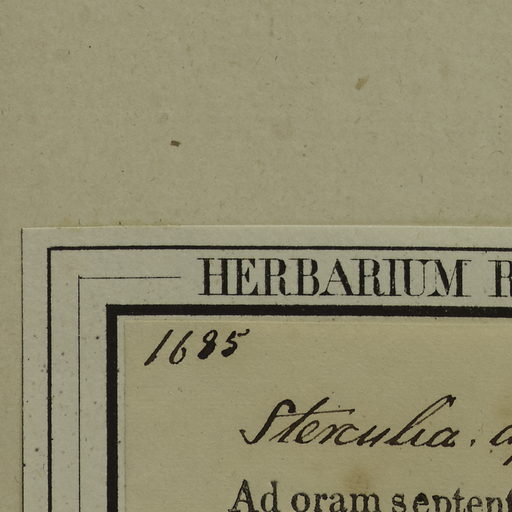 HERBARIUM
1685
Sterculia.
Ad oram